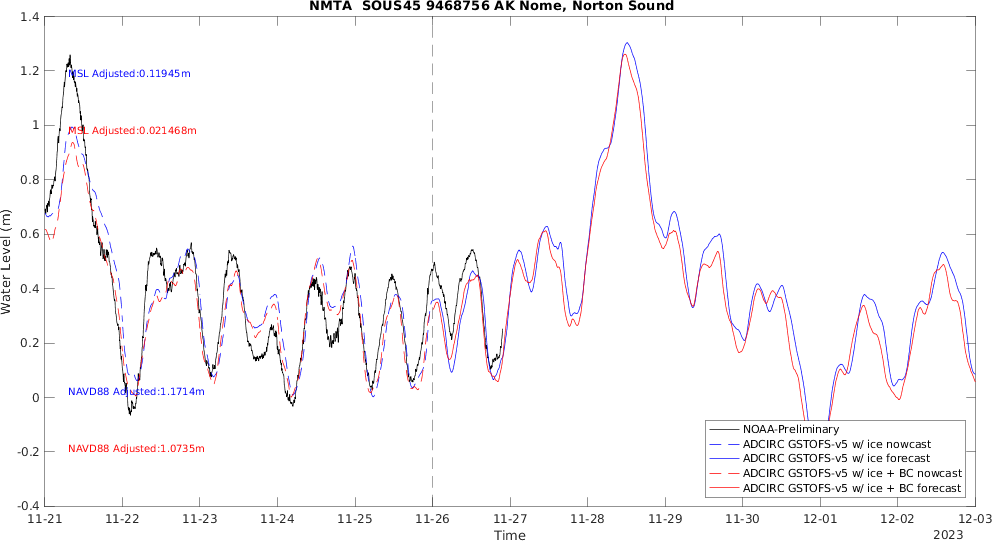 NMTA SOUS45 9468756 AK Nome, Norton Sound
Water Level (m)
1.4
1.2
1
0.8
0.6
0.4
0.2
0
-0.2
-0.4
MSL Adjusted:0.11945m
MSL Adjusted:0.021468m
NAVD88 Adjusted:1.1714m
NAVD88 Adjusted:1.0735m
NOAA-Preliminary
ADCIRC GSTOFS-v5 w/ ice nowcast
ADCIRC GSTOFS-v5 w/ ice forecast
ADCIRC GSTOFS-v5 w/ ice + BC nowcast
ADCIRC GSTOFS-v5 w/ ice + BC forecast
11-21 11-22 11-23 11-24 11-25 11-26 11-27 11-28 11-29 11-30 12-01 12-02 12-03
Time
2023